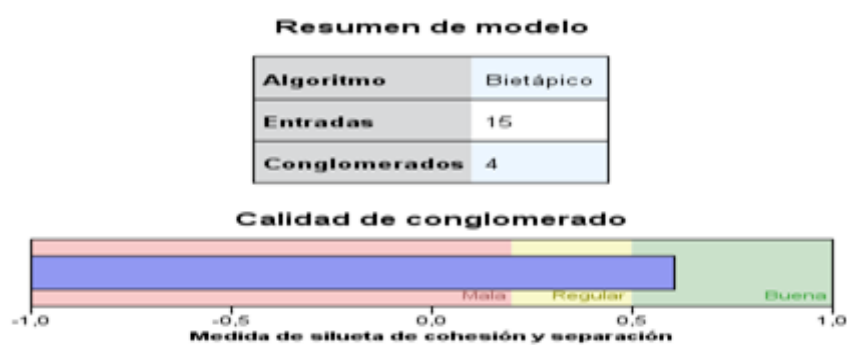 Resumen de modelo
Algoritmo Bietápico
Entradas 15
Conglomerados 4
Calidad de conglomerado
Mala Regular Buena
-1,0 -0,5 0,0 0,5 1,0
Medida de silueta de cohesión y separación